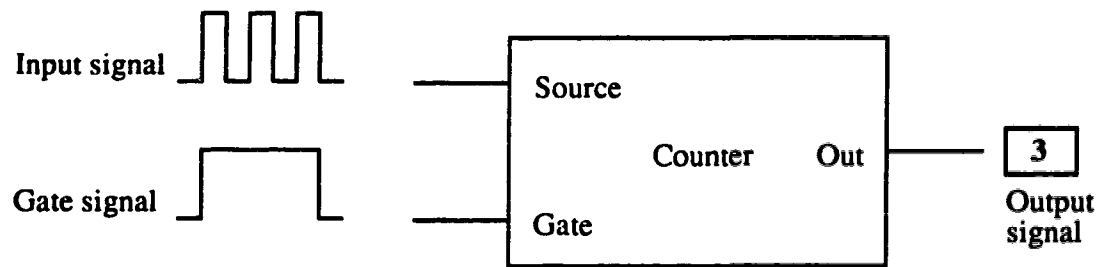 Input signal
Source
Counter
Out
3
Gate signal
Gate
Output
signal